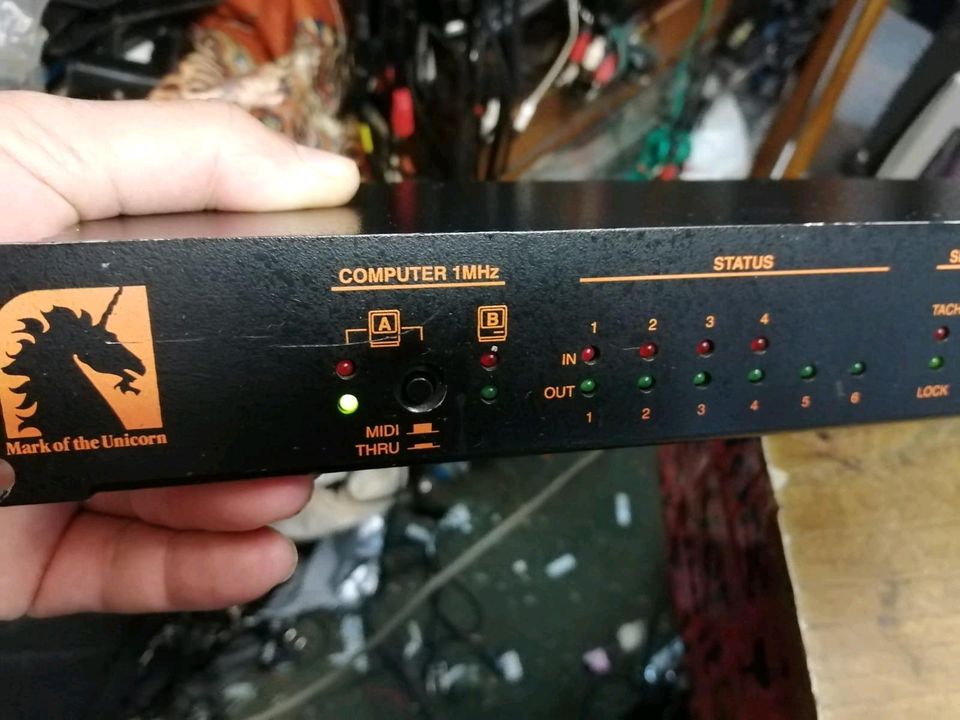 COMPUTER 1MHz
STATUS
A
B
1 2 3 4
TACH
IN
OUT
LOCK
1 2 3 4 5 6
MIDI
THRU
Mark of the Unicorn